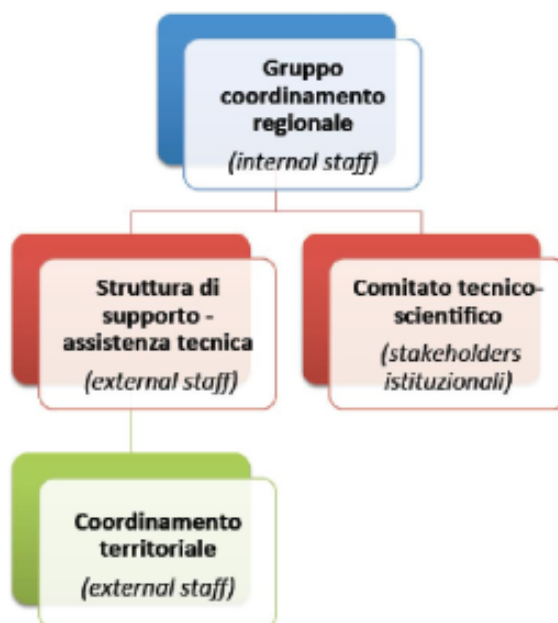 Gruppo
coordinamento
regionale
(internal staff)
Struttura di
supporto -
assistenza tecnica
(external staff)
Comitato tecnico-
scientifico
(stakeholders
istituzionali)
Coordinamento
territoriale
(external staff)